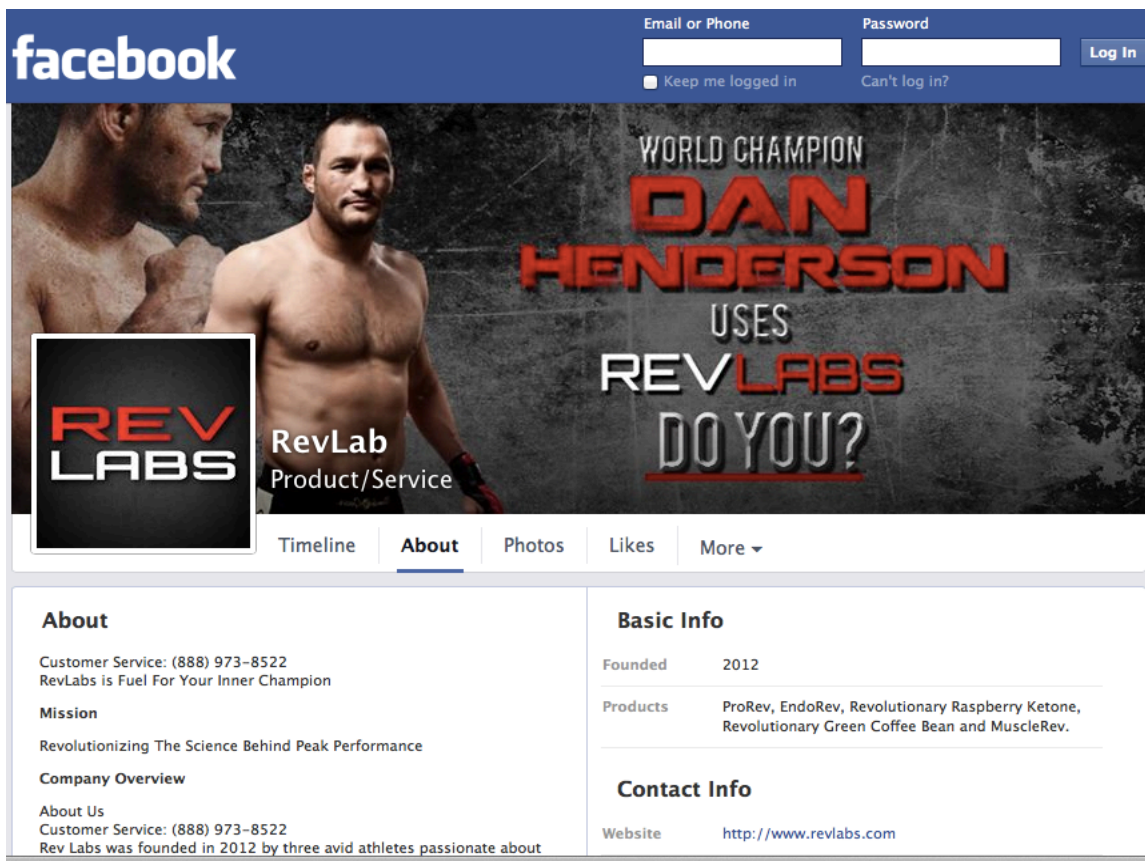 facebook
Email or Phone
Password
Log In
Keep me logged in
Can't log in?
WORLD CHAMPION
DAN
HENDERSON
USES
REVLABS
DO YOU?
REV
LABS
RevLab
Product/Service
Timeline
About
Photos
Likes
More
About
Customer Service: (888) 973-8522
RevLabs is Fuel For Your Inner Champion
Mission
Revolutionizing The Science Behind Peak Performance
Company Overview
About Us
Customer Service: (888) 973-8522
Rev Labs was founded in 2012 by three avid athletes passionate about
Basic Info
Founded 2012
Products ProRev, EndoRev, Revolutionary Raspberry Ketone,
Revolutionary Green Coffee Bean and MuscleRev.
Contact Info
Website http://www.revlabs.com